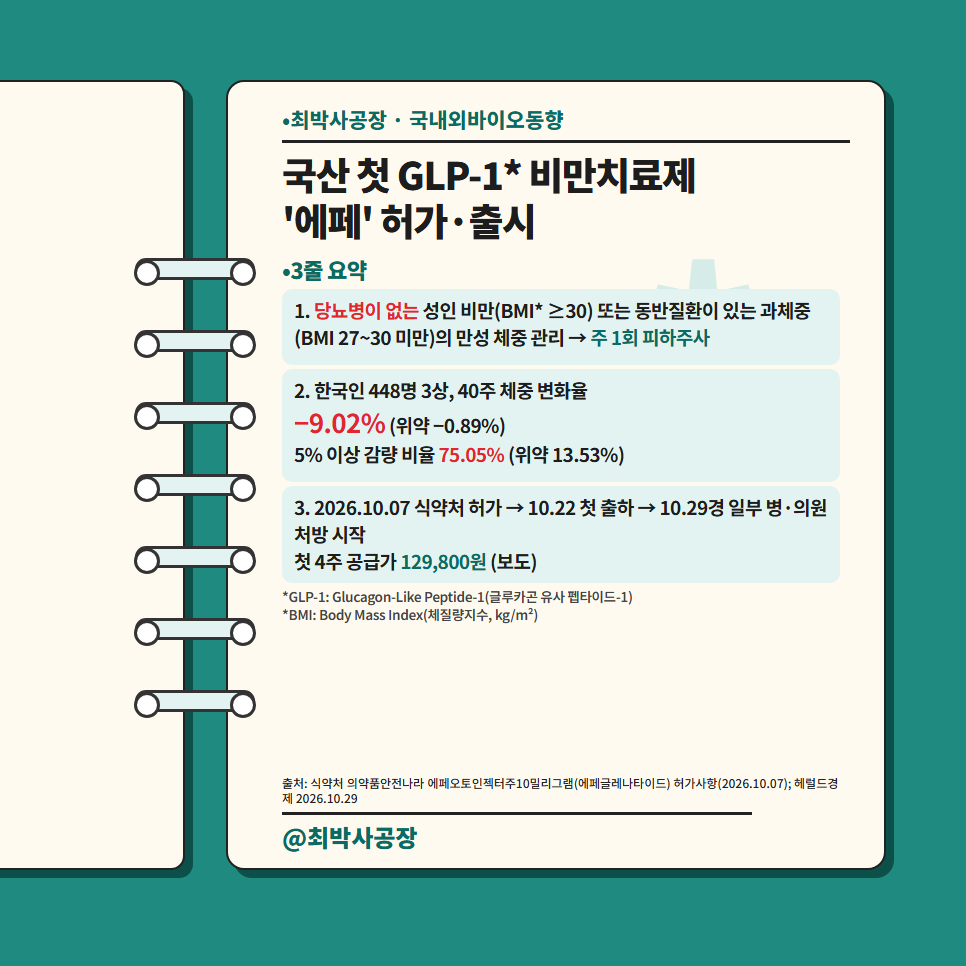 •최박사공장 · 국내외바이오동향
국산 첫 GLP-1* 비만치료제
'에페' 허가·출시
•3줄 요약
1. 당뇨병이 없는 성인 비만(BMI* ≥30) 또는 동반질환이 있는 과체중
(BMI 27~30 미만)의 만성 체중 관리 → 주 1회 피하주사
2. 한국인 448명 3상, 40주 체중 변화율
−9.02% (위약 −0.89%)
5% 이상 감량 비율 75.05% (위약 13.53%)
3. 2026.10.07 식약처 허가 → 10.22 첫 출하 → 10.29경 일부 병·의원
처방 시작
첫 4주 공급가 129,800원 (보도)
*GLP-1: Glucagon-Like Peptide-1(글루카곤 유사 펩타이드-1)
*BMI: Body Mass Index(체질량지수, kg/m²)
출처: 식약처 의약품안전나라 에페오토인젝터주10밀리그램(에페글레나타이드) 허가사항(2026.10.07); 헤럴드경
제 2026.10.29
@최박사공장